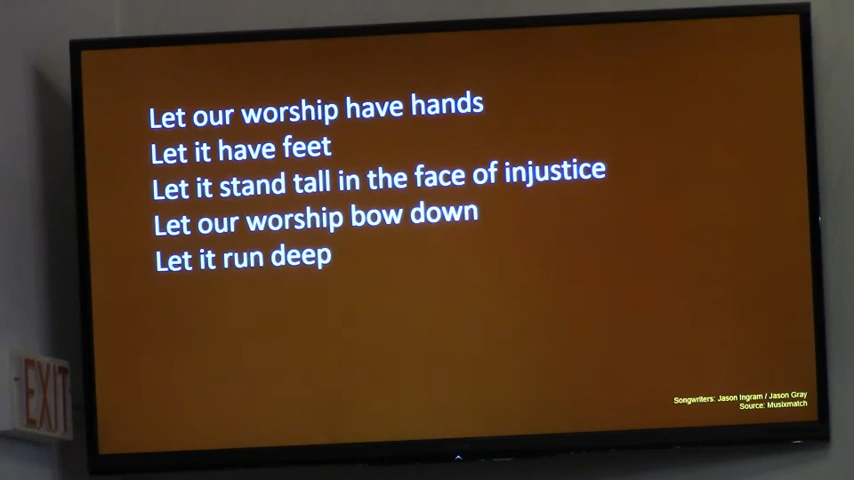 Let our worship have hands
Let it have feet
Let it stand tall in the face of injustice
Let our worship bow down
Let it run deep
Songwriters: Jason Ingram / Jason Gray
Source: Musixmatch
EXIT